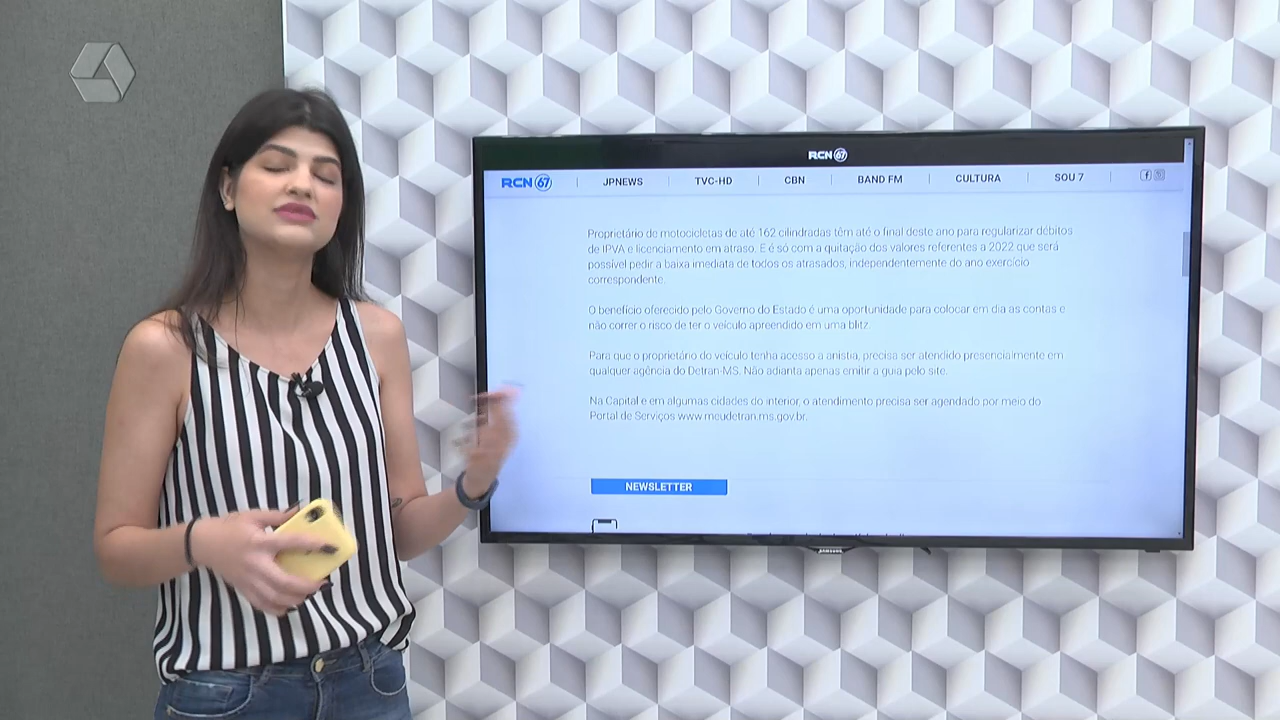 RCN 67
RCN 67 JPNEWS TVC-HD CBN BAND FM CULTURA SOU 7
Proprietário de motocicletas de até 162 cilindradas têm até o final deste ano para regularizar débitos
de IPVA e licenciamento em atraso. E é só com a quitação dos valores referentes a 2022 que será
possível pedir a baixa imediata de todos os atrasados, independentemente do ano exercício
correspondente.
O benefício oferecido pelo Governo do Estado é uma oportunidade para colocar em dia as contas e
não correr o risco de ter o veículo apreendido em uma blitz.
Para que o proprietário do veículo tenha acesso a anistia, precisa ser atendido presencialmente em
qualquer agência do Detran-MS. Não adianta apenas emitir a guia pelo site.
Na Capital e em algumas cidades do interior, o atendimento precisa ser agendado por meio do
Portal de Serviços www.meudetran.ms.gov.br.
NEWSLETTER
SAMSUNG